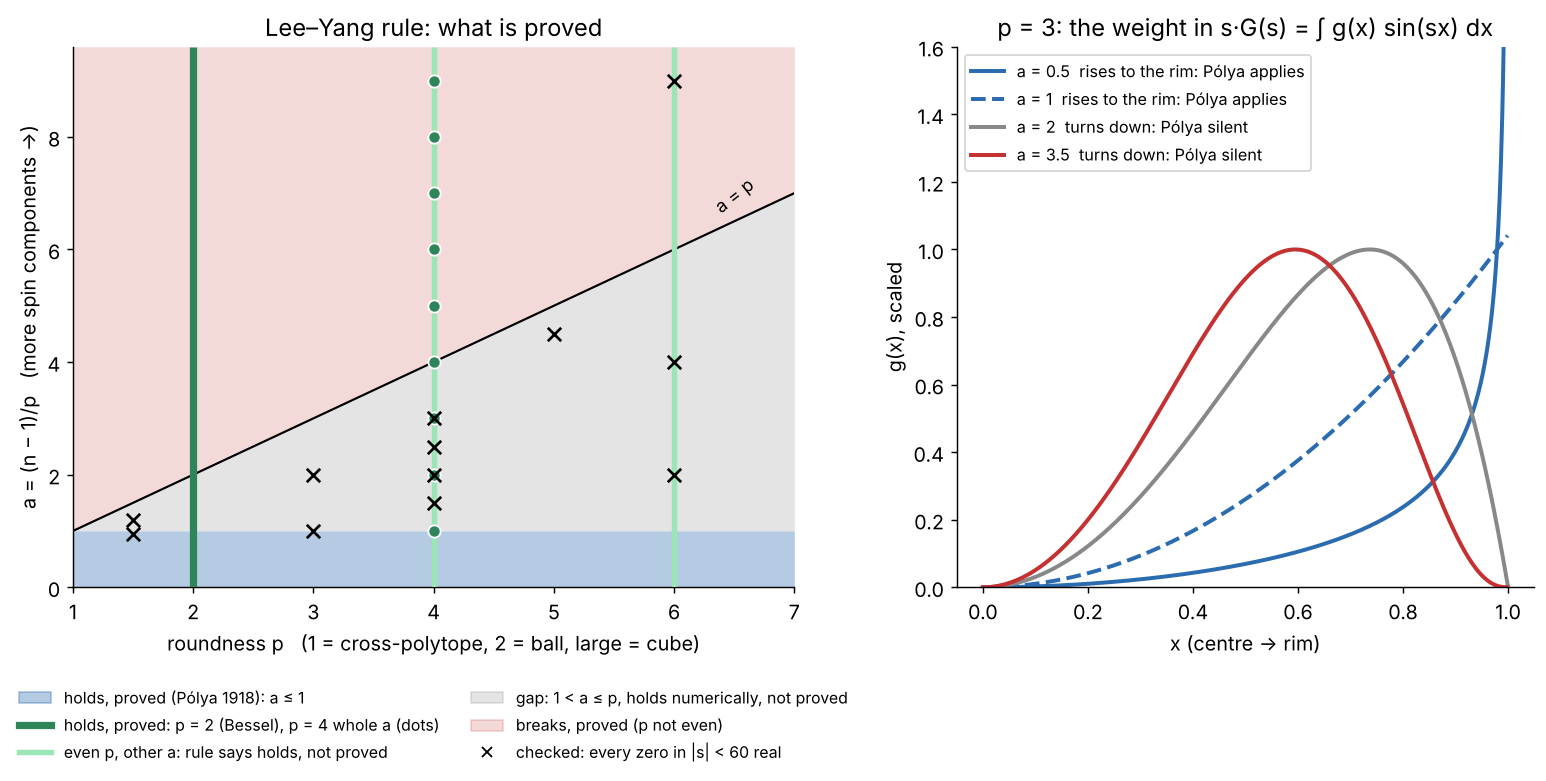 Lee–Yang rule: what is proved
a = (n − 1)/p   (more spin components →)
8
6
4
2
0
a = p
1 2 3 4 5 6 7
roundness p   (1 = cross-polytope, 2 = ball, large = cube)
holds, proved (Pólya 1918): a ≤ 1
holds, proved: p = 2 (Bessel), p = 4 whole a (dots)
even p, other a: rule says holds, not proved
gap: 1 < a ≤ p, holds numerically, not proved
breaks, proved (p not even)
checked: every zero in |s| < 60 real
p = 3: the weight in s·G(s) = ∫ g(x) sin(sx) dx
g(x), scaled
1.6
1.4
1.2
1.0
0.8
0.6
0.4
0.2
0.0
a = 0.5  rises to the rim: Pólya applies
a = 1  rises to the rim: Pólya applies
a = 2  turns down: Pólya silent
a = 3.5  turns down: Pólya silent
0.0 0.2 0.4 0.6 0.8 1.0
x (centre → rim)